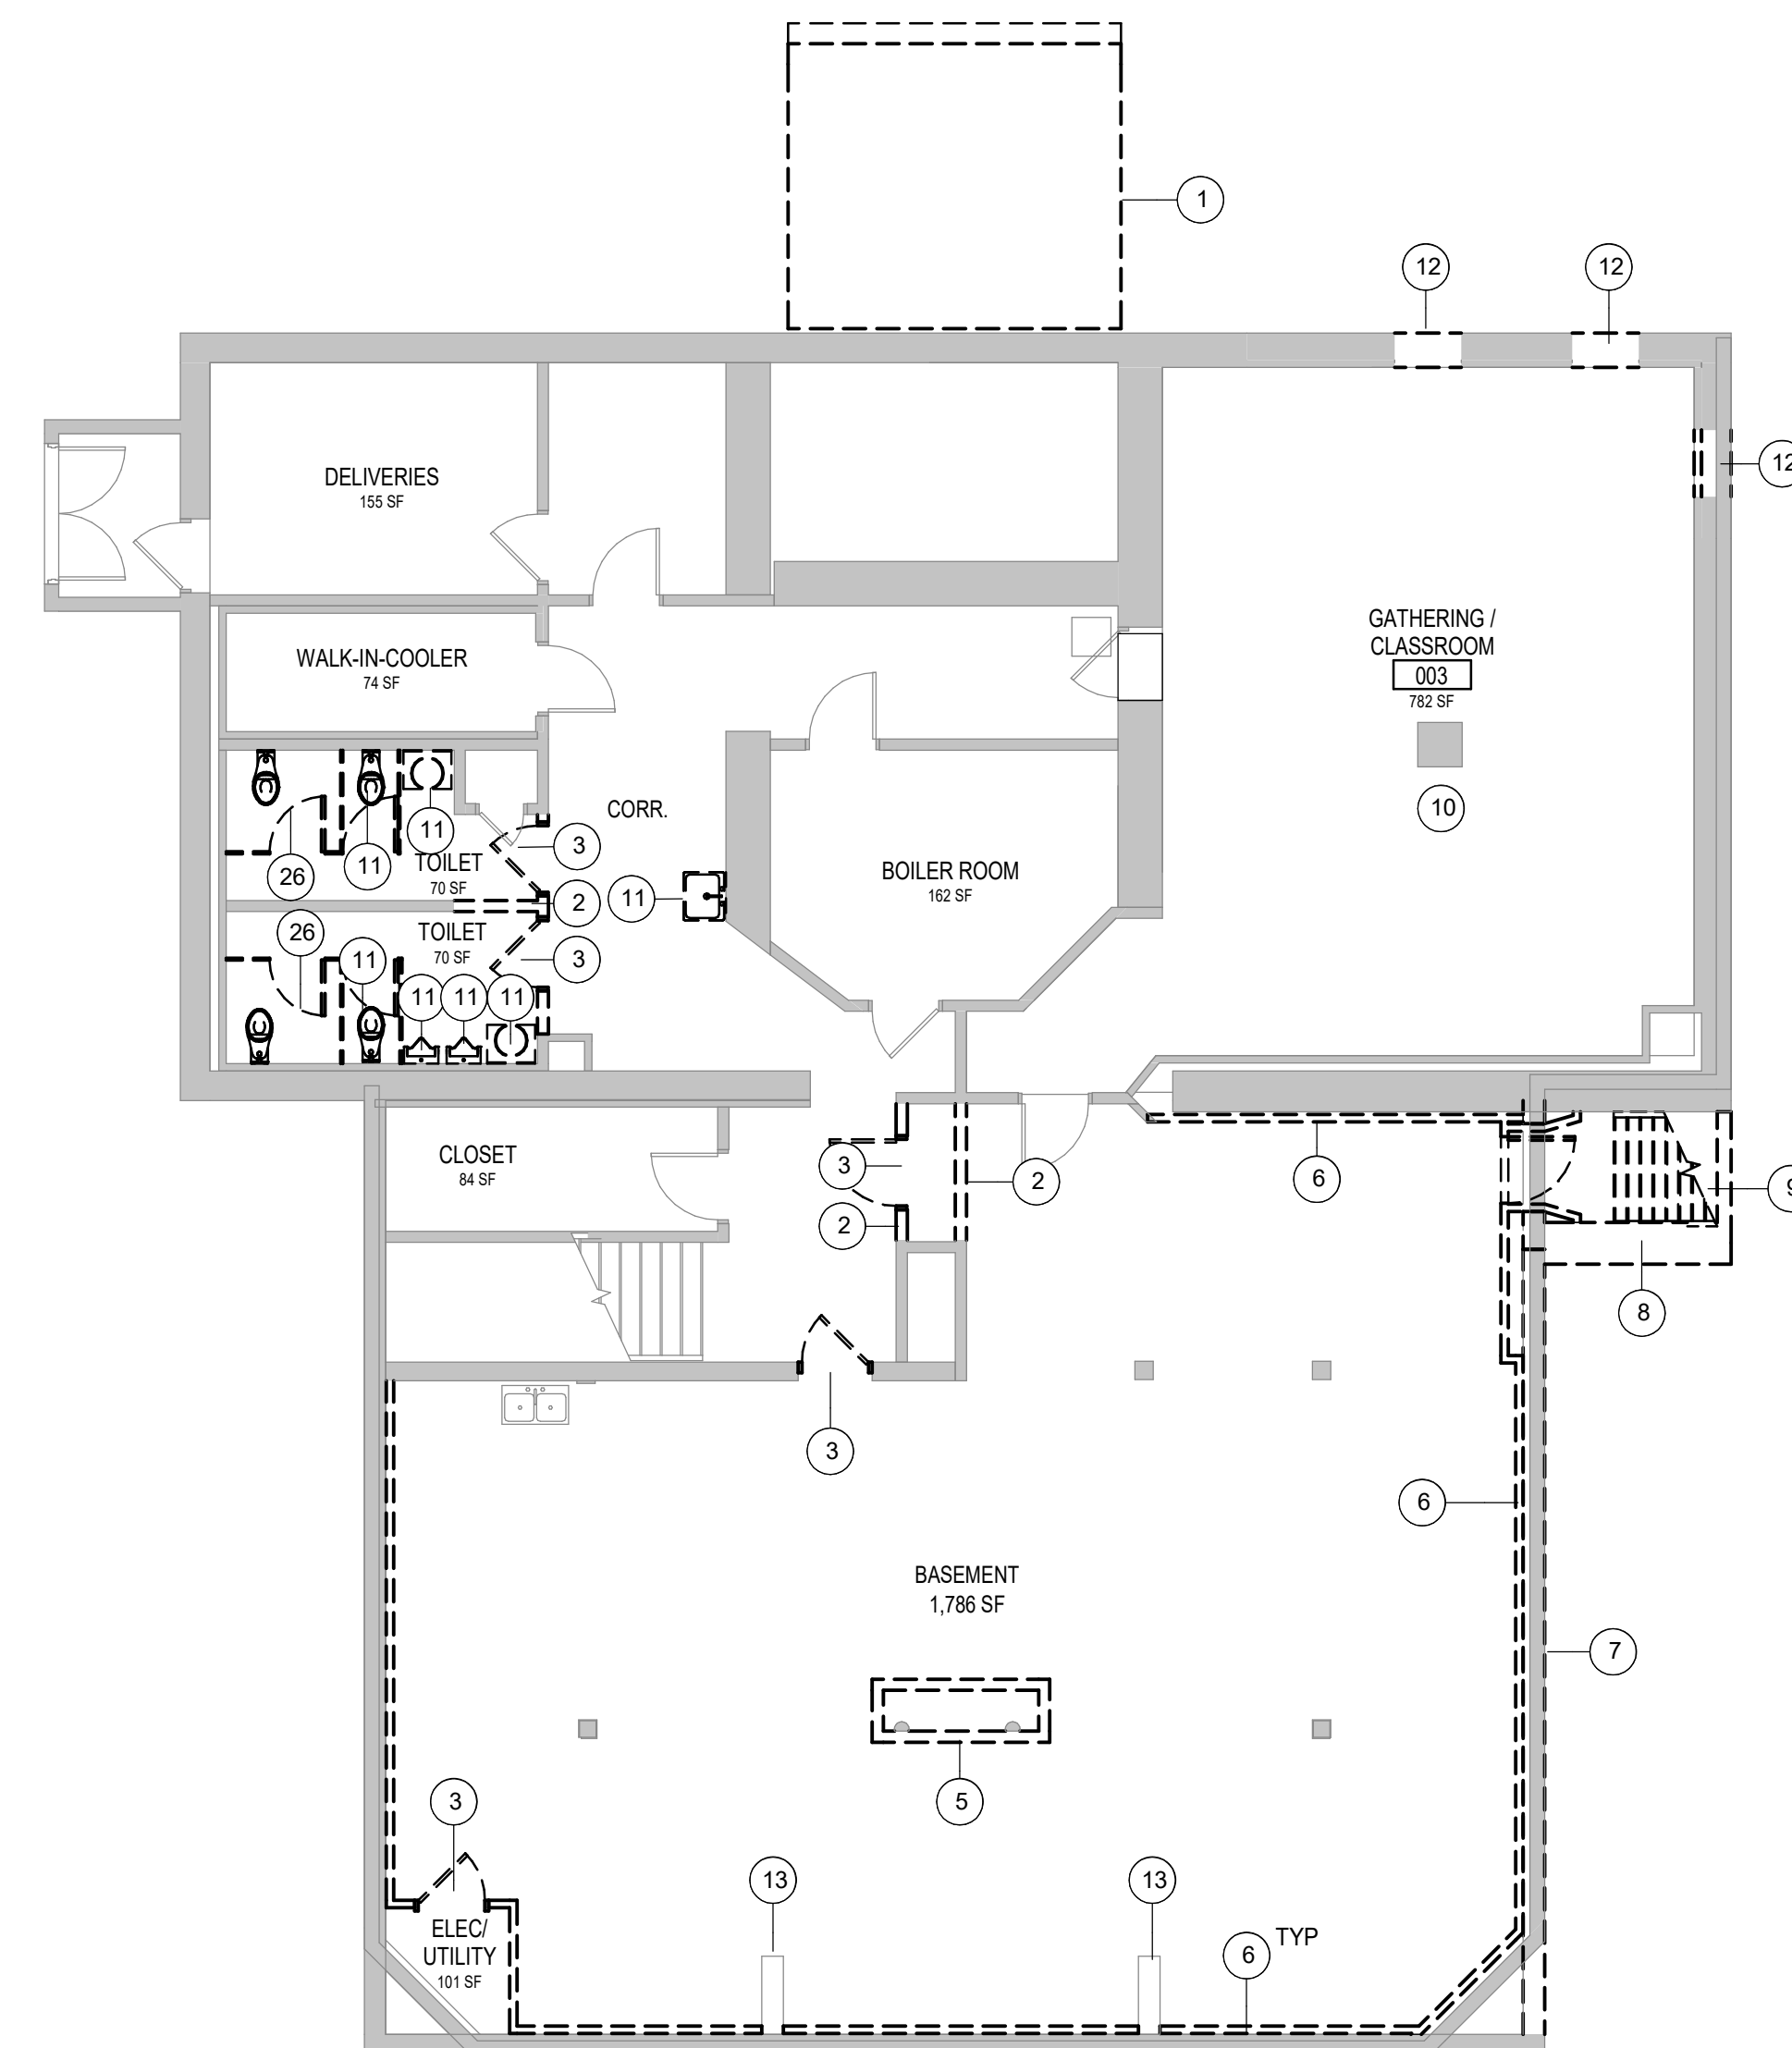 1
12
12
12
DELIVERIES
155 SF
GATHERING /
CLASSROOM
003
782 SF
WALK-IN-COOLER
74 SF
10
CORR.
11
3
11
TOILET
26
70 SF
BOILER ROOM
162 SF
11
2
26
TOILET
70 SF
3
11
11
11
11
CLOSET
84 SF
3
2
6
9
2
8
3
6
BASEMENT
1,786 SF
7
5
3
13
13
ELEC/
UTILITY
101 SF
6
TYP